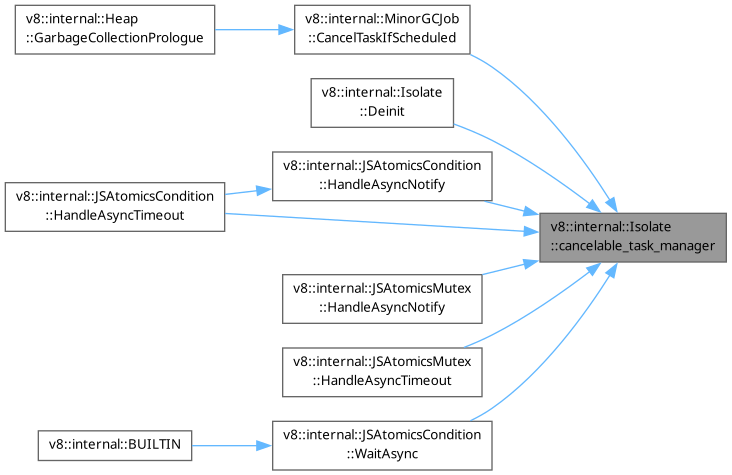 v8::internal::Heap
::GarbageCollectionPrologue
v8::internal::MinorGCJob
::CancelTaskIfScheduled
v8::internal::Isolate
::Deinit
v8::internal::JSAtomicsCondition
::HandleAsyncNotify
v8::internal::JSAtomicsCondition
::HandleAsyncTimeout
v8::internal::Isolate
::cancelable_task_manager
v8::internal::JSAtomicsMutex
::HandleAsyncNotify
v8::internal::JSAtomicsMutex
::HandleAsyncTimeout
v8::internal::BUILTIN
v8::internal::JSAtomicsCondition
::WaitAsync